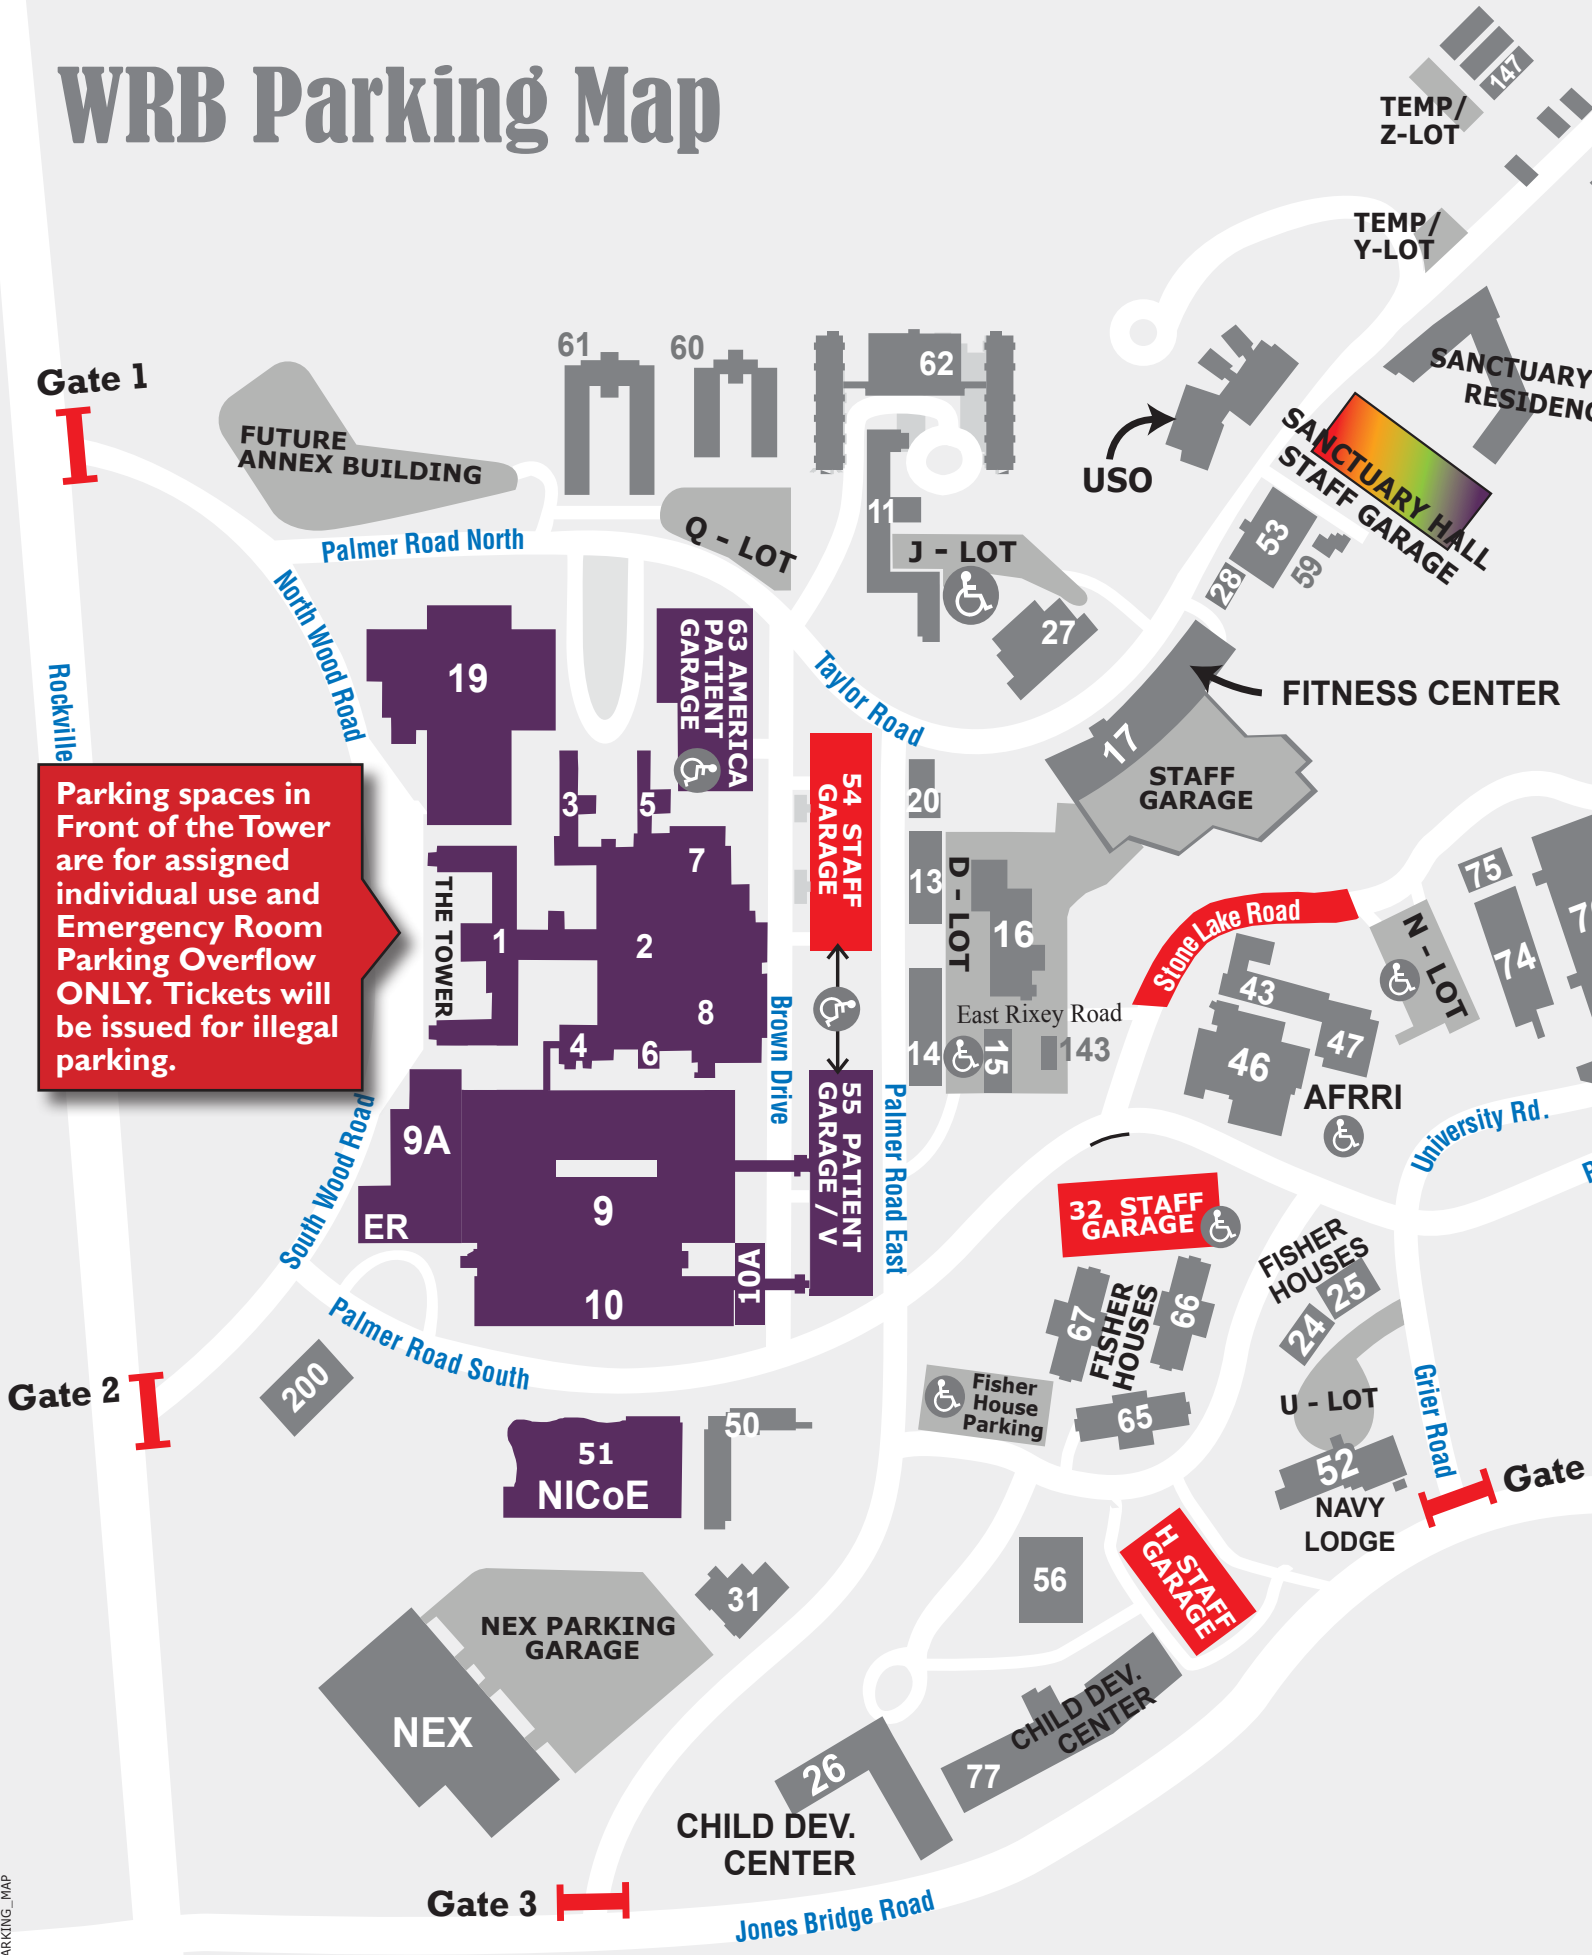 WRB Parking Map
147
TEMP/
Z-LOT
TEMP/
Y-LOT
61
60
62
Gate 1
SANCTUARY
FUTURE
ANNEX BUILDING
USO
SANCTUARY HALL
STAFF GARAGE
11
Q - LOT
J - LOT
53
59
28
Palmer Road North
North Wood Road
19
63 AMERICA
PATIENT
GARAGE
27
Taylor Road
FITNESS CENTER
Rockville
17
STAFF
GARAGE
Parking spaces in
Front of the Tower
are for assigned
individual use and
Emergency Room
Parking Overflow
ONLY. Tickets will
be issued for illegal
parking.
3
5
54 STAFF
GARAGE
20
7
13
D - LOT
16
75
74
THE TOWER
1
2
Stone Lake Road
N - LOT
8
43
47
46
East Rixey Road
4
6
Brown Drive
14
15
143
AFRRI
University Rd.
9A
South Wood Road
55 PATIENT
GARAGE / V
Palmer Road East
ER
9
32 STAFF
GARAGE
10A
10
FISHER
HOUSES
25
24
67
FISHER
HOUSES
66
Palmer Road South
Gate 2
200
Fisher
House
Parking
65
U - LOT
Grier Road
50
51
NICoE
52
NAVY
LODGE
Gate
H STAFF
GARAGE
56
31
NEX PARKING
GARAGE
NEX
CHILD DEV.
CENTER
77
26
CHILD DEV.
CENTER
Gate 3
Jones Bridge Road
ARKING_MAP